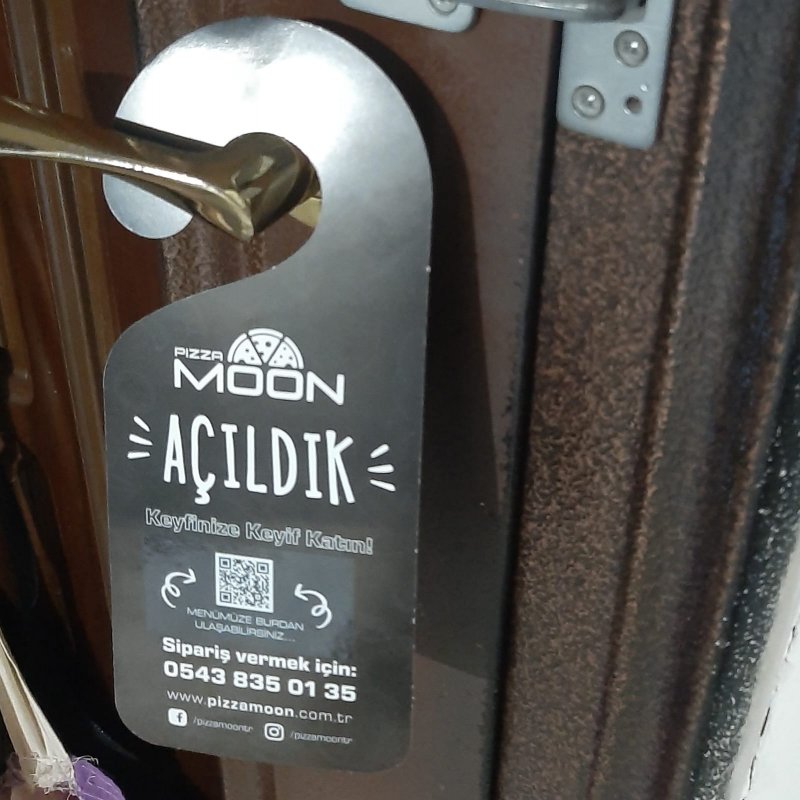 PIZZA
MOON
AÇILDIK
Keyfinize Keyif Katın!
MENÜMÜZE BURDAN
ULAŞABİLİRSİNİZ...
Sipariş vermek için:
0543 835 01 35
www.pizzamoon.com.tr
/pizzamoontr /pizzamoontr